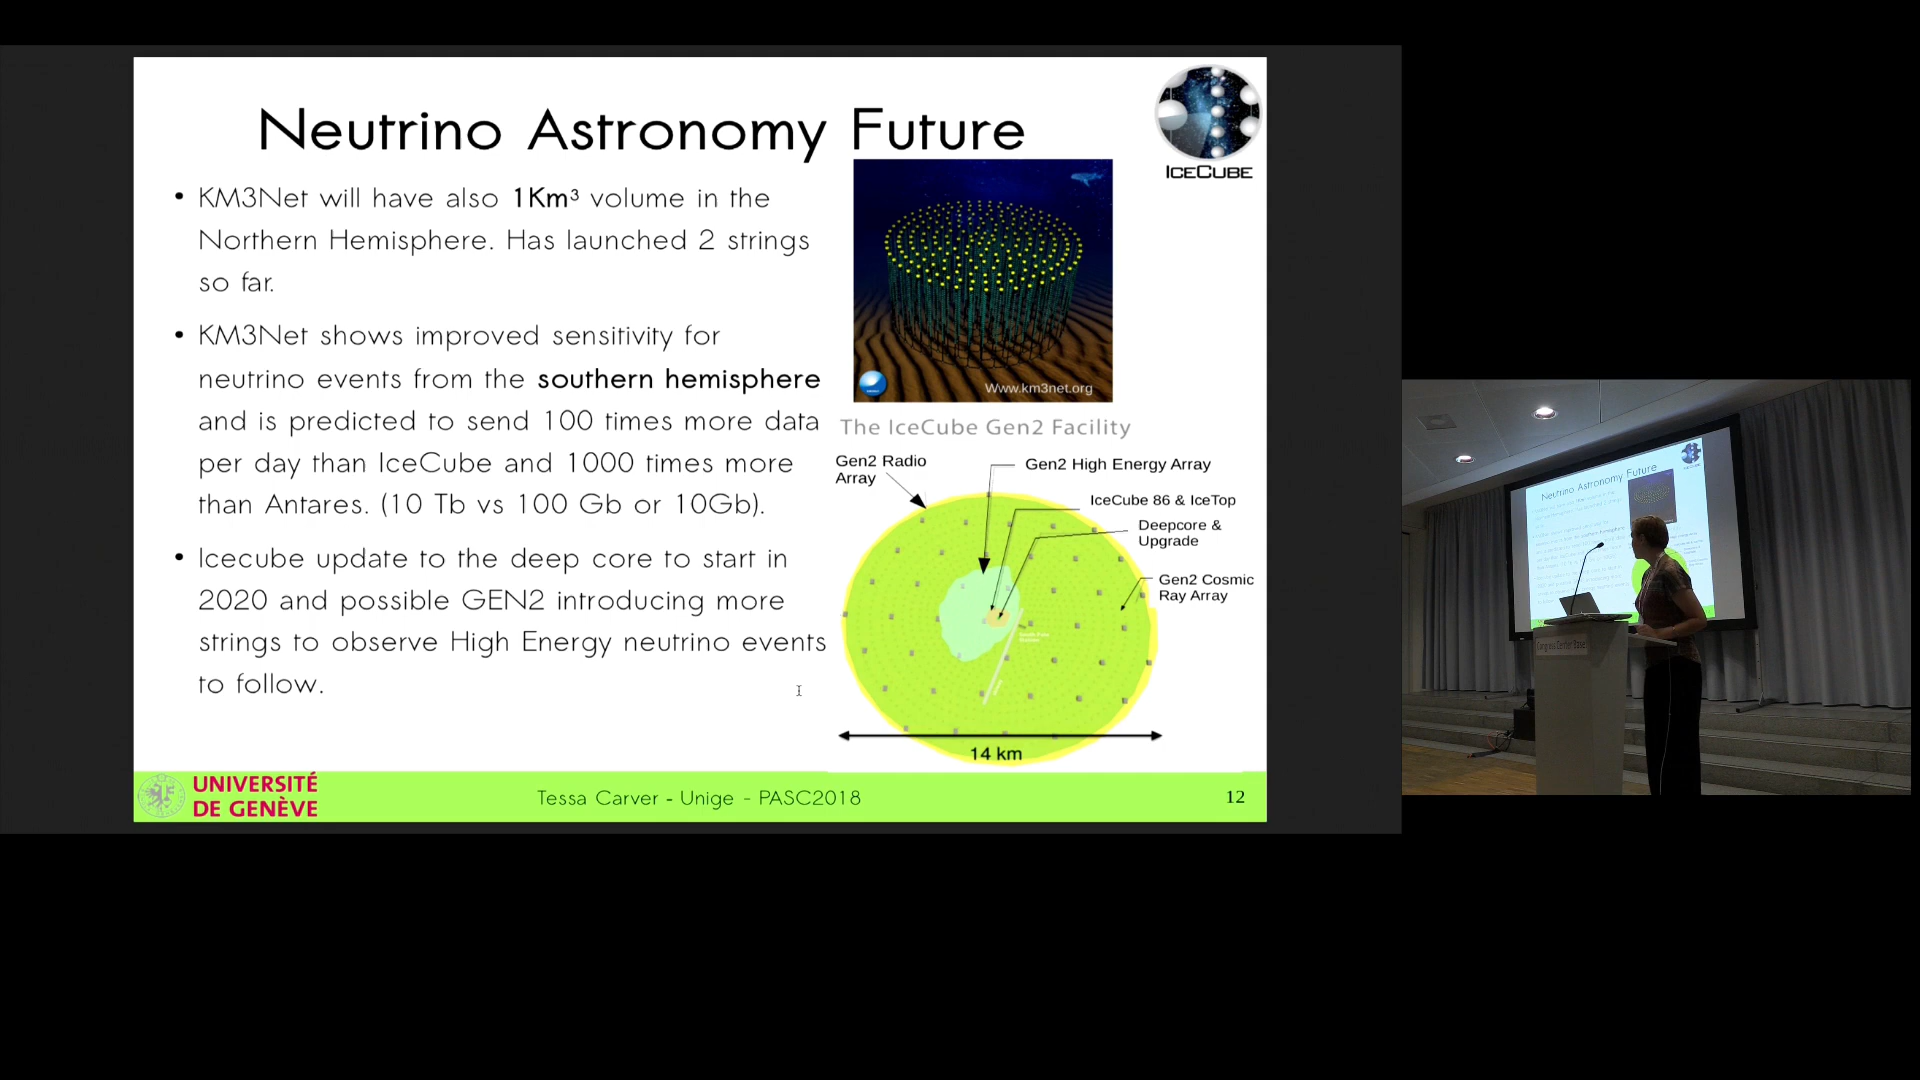 Neutrino Astronomy Future
ICECUBE
• KM3Net will have also 1Km³ volume in the
Northern Hemisphere. Has launched 2 strings
so far.
• KM3Net shows improved sensitivity for
neutrino events from the southern hemisphere
and is predicted to send 100 times more data
per day than IceCube and 1000 times more
than Antares. (10 Tb vs 100 Gb or 10Gb).
• Icecube update to the deep core to start in
2020 and possible GEN2 introducing more
strings to observe High Energy neutrino events
to follow.
Www.km3net.org
The IceCube Gen2 Facility
Gen2 Radio
Array
Gen2 High Energy Array
IceCube 86 & IceTop
Deepcore &
Upgrade
Gen2 Cosmic
Ray Array
14 km
UNIVERSITÉ
DE GENÈVE
Tessa Carver - Unige - PASC2018
12
Neutrino Astronomy Future
Congress Center Basel